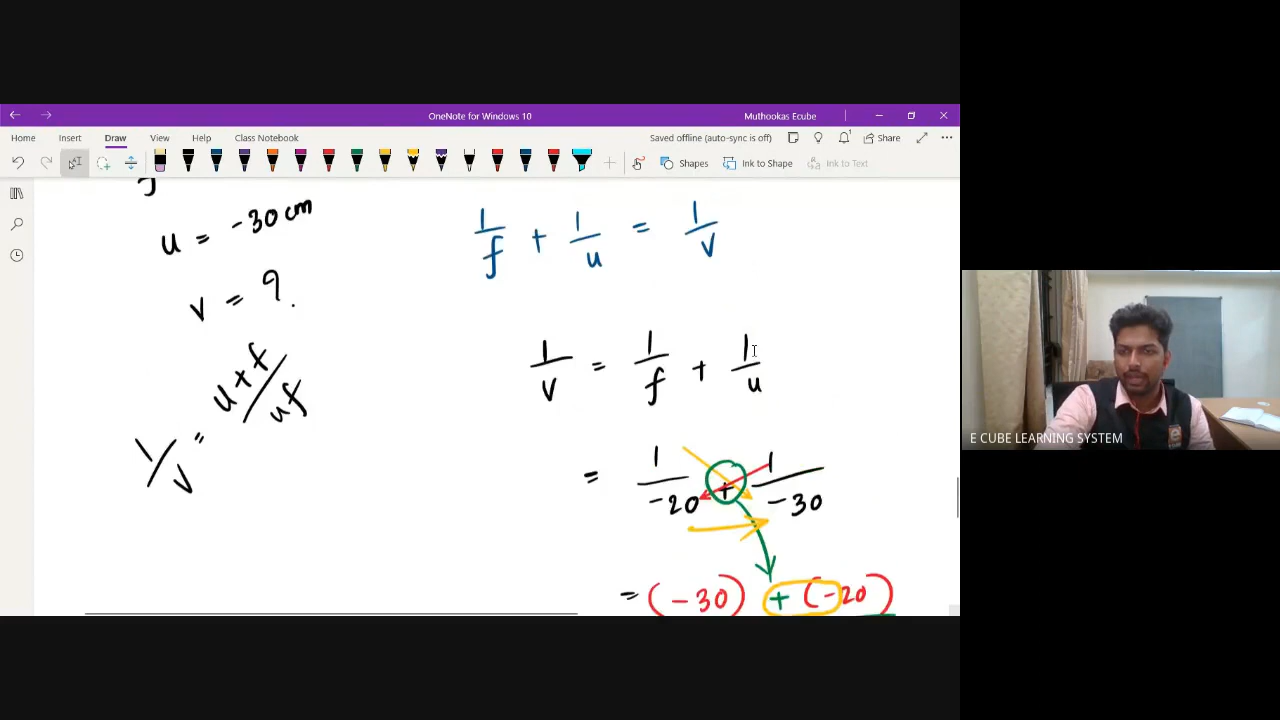 OneNote for Windows 10
Muthookas Ecube
Home Insert Draw View Help Class Notebook
Saved offline (auto-sync is off)
Share
Shapes
Ink to Shape
Ink to Text
f
u = -30 cm
v = ?.
1/v = u+f/uf
1/f + 1/u = 1/v
1/v = 1/f + 1/u
= 1/-20 + 1/-30
= (-30) + (-20)
E CUBE LEARNING SYSTEM